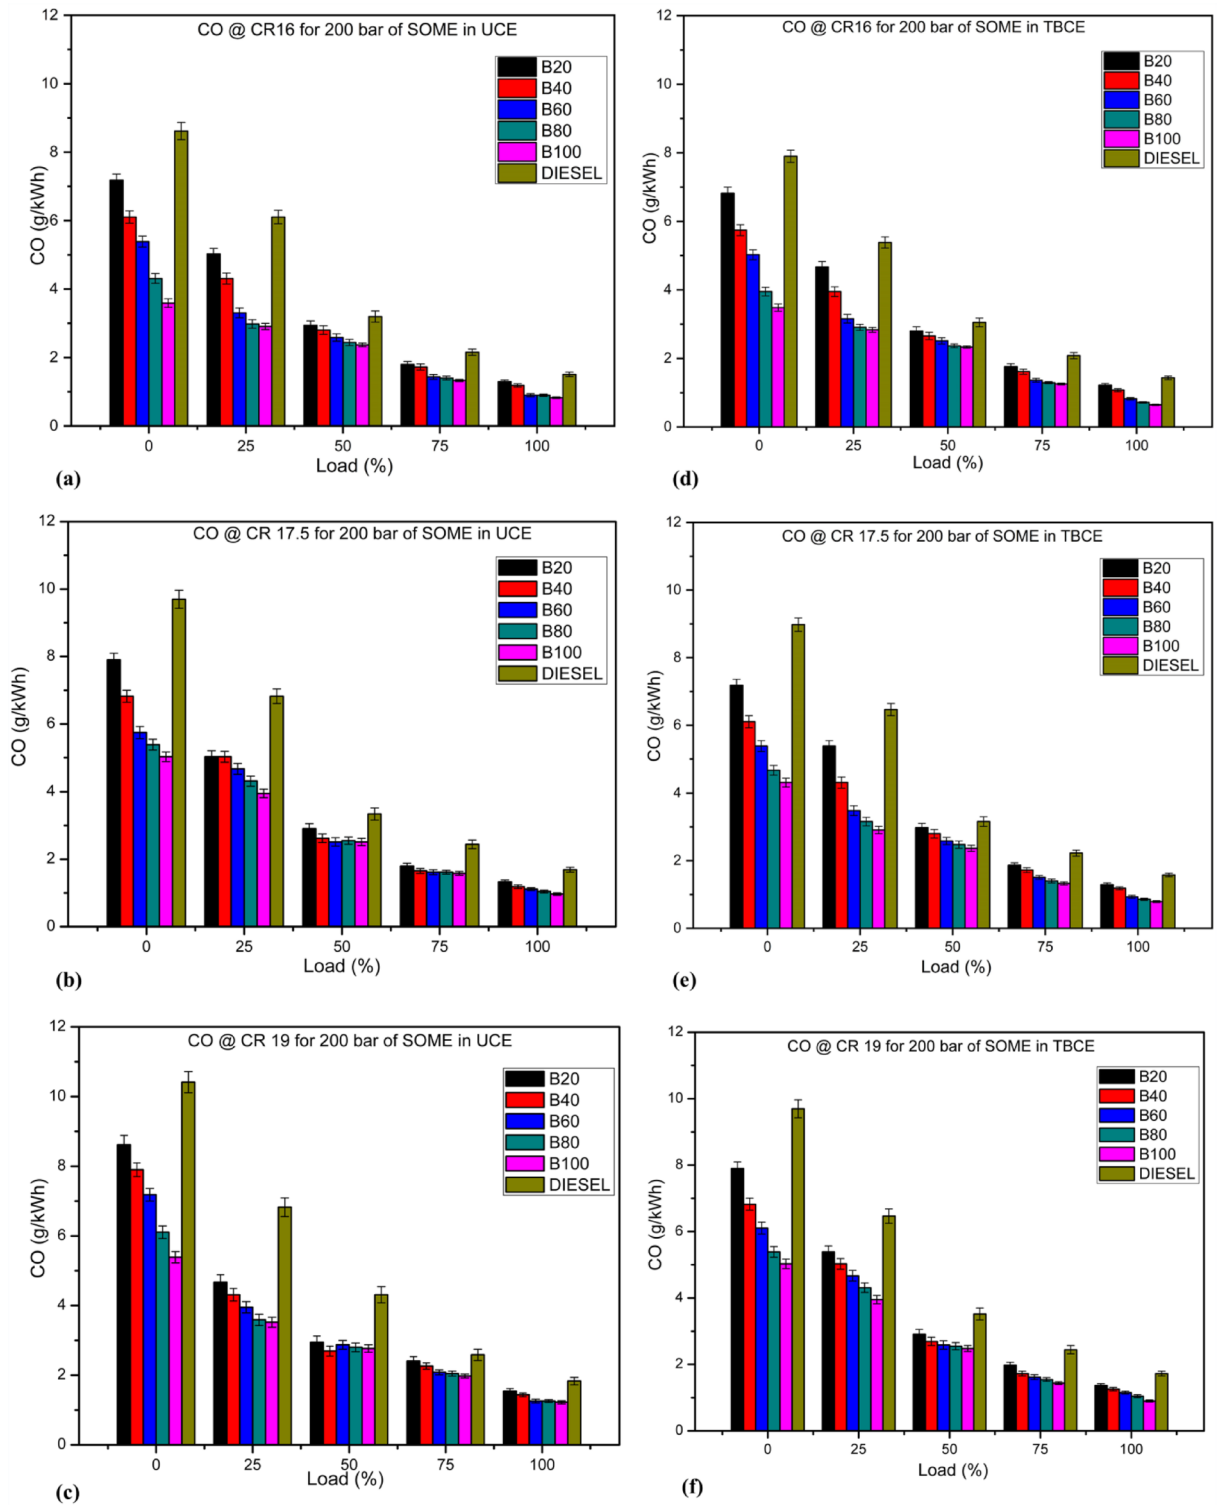 CO @ CR16 for 200 bar of SOME in UCE
B20
B40
B60
B80
B100
DIESEL
CO (g/kWh)
12
10
8
6
4
2
0
0 25 50 75 100
Load (%)
(a)
CO @ CR16 for 200 bar of SOME in TBCE
B20
B40
B60
B80
B100
DIESEL
CO (g/kWh)
12
10
8
6
4
2
0
0 25 50 75 100
Load (%)
(d)
CO @ CR 17.5 for 200 bar of SOME in UCE
B20
B40
B60
B80
B100
DIESEL
CO (g/kWh)
12
10
8
6
4
2
0
0 25 50 75 100
Load (%)
(b)
CO @ CR 17.5 for 200 bar of SOME in TBCE
B20
B40
B60
B80
B100
DIESEL
CO (g/kWh)
12
10
8
6
4
2
0
0 25 50 75 100
Load (%)
(e)
CO @ CR 19 for 200 bar of SOME in UCE
B20
B40
B60
B80
B100
DIESEL
CO (g/kWh)
12
10
8
6
4
2
0
0 25 50 75 100
Load (%)
(c)
CO @ CR 19 for 200 bar of SOME in TBCE
B20
B40
B60
B80
B100
DIESEL
CO (g/kWh)
12
10
8
6
4
2
0
0 25 50 75 100
Load (%)
(f)